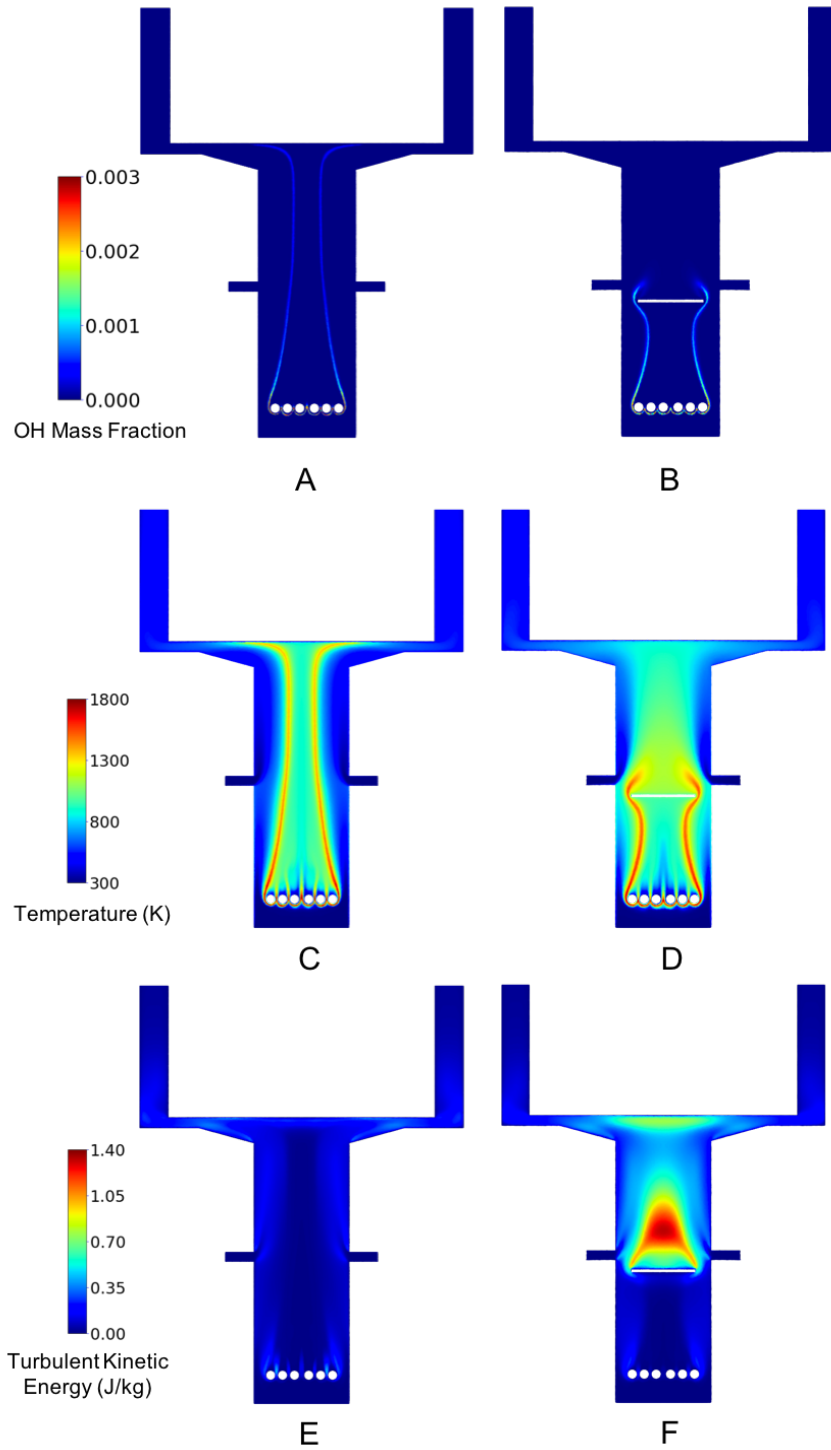 0.003
0.002
0.001
0.000
OH Mass Fraction
A
B
1800
1300
800
300
Temperature (K)
C
D
1.40
1.05
0.70
0.35
0.00
Turbulent Kinetic
Energy (J/kg)
E
F